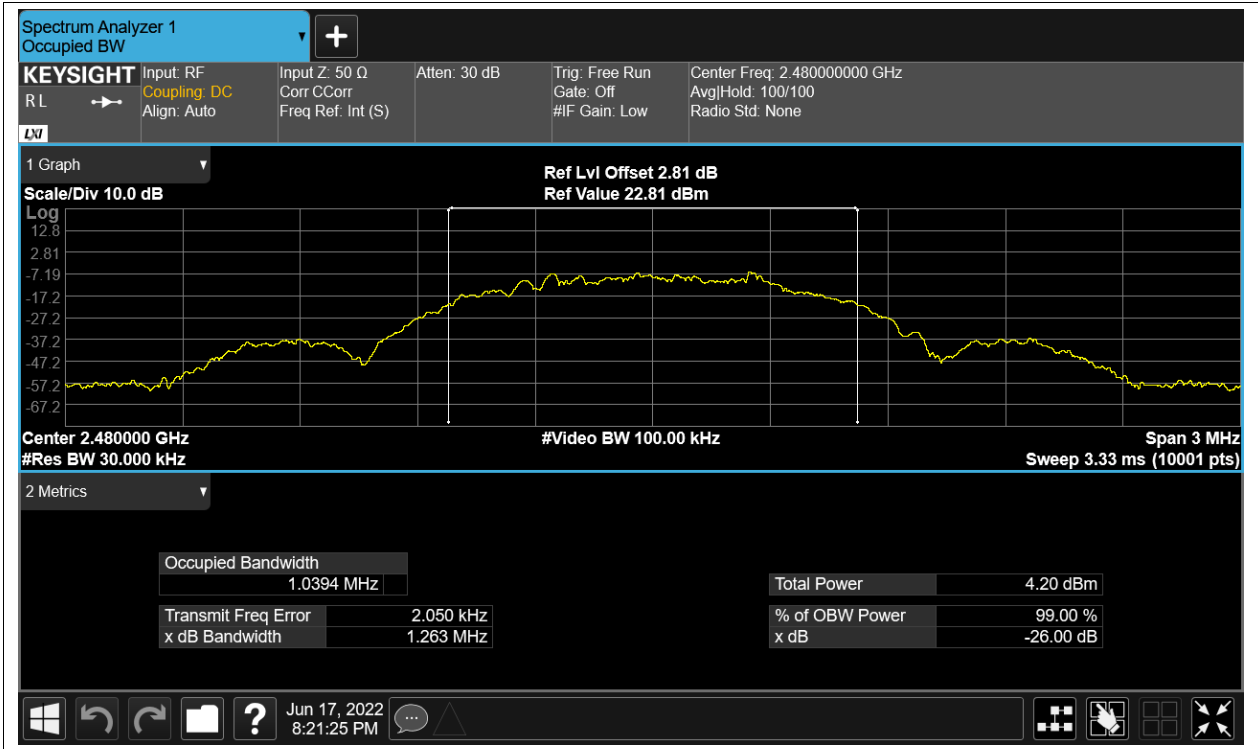 Spectrum Analyzer 1
Occupied BW
KEYSIGHT
R L
LXI
Input: RF
Coupling: DC
Align: Auto
Input Z: 50 Ω
Corr CCorr
Freq Ref: Int (S)
Atten: 30 dB
Trig: Free Run
Gate: Off
#IF Gain: Low
Center Freq: 2.480000000 GHz
Avg|Hold: 100/100
Radio Std: None
1 Graph
Scale/Div 10.0 dB
Ref Lvl Offset 2.81 dB
Ref Value 22.81 dBm
Log
12.8
2.81
-7.19
-17.2
-27.2
-37.2
-47.2
-57.2
-67.2
Center 2.480000 GHz
#Res BW 30.000 kHz
#Video BW 100.00 kHz
Span 3 MHz
Sweep 3.33 ms (10001 pts)
2 Metrics
Occupied Bandwidth
1.0394 MHz
Transmit Freq Error 2.050 kHz
x dB Bandwidth 1.263 MHz
Total Power 4.20 dBm
% of OBW Power 99.00 %
x dB -26.00 dB
?
Jun 17, 2022
8:21:25 PM